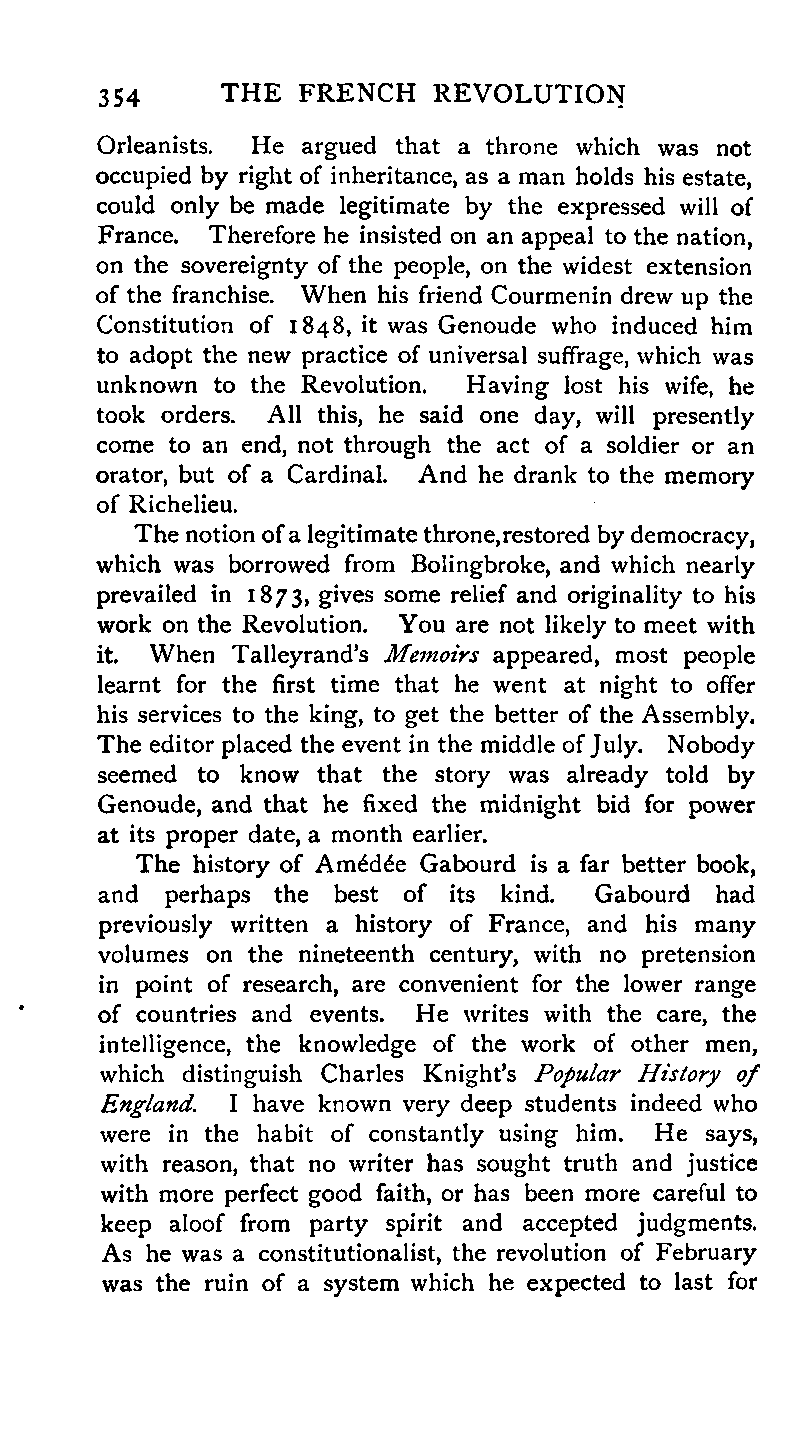 354 THE FRENCH REVOLUTION
Orleanists. He argued that a throne which was not
occupied by right of inheritance, as a man holds his estate,
could only be made legitimate by the expressed will of
France. Therefore he insisted on an appeal to the nation,
on the sovereignty of the people, on the widest extension
of the franchise. When his friend Courmenin drew up the
Constitution of 1848, it was Genoude who induced him
to adopt the new practice of universal suffrage, which was
unknown to the Revolution. Having lost his wife, he
took orders. All this, he said one day, will presently
come to an end, not through the act of a soldier or an
orator, but of a Cardinal. And he drank to the memory
of Richelieu.
The notion of a legitimate throne, restored by democracy,
which was borrowed from Bolingbroke, and which nearly
prevailed in 1873, gives some relief and originality to his
work on the Revolution. You are not likely to meet with
it. When Talleyrand's Memoirs appeared, most people
learnt for the first time that he went at night to offer
his services to the king, to get the better of the Assembly.
The editor placed the event in the middle of July. Nobody
seemed to know that the story was already told by
Genoude, and that he fixed the midnight bid for power
at its proper date, a month earlier.
The history of Amédée Gabourd is a far better book,
and perhaps the best of its kind. Gabourd had
previously written a history of France, and his many
volumes on the nineteenth century, with no pretension
in point of research, are convenient for the lower range
of countries and events. He writes with the care, the
intelligence, the knowledge of the work of other men,
which distinguish Charles Knight's Popular History of
England. I have known very deep students indeed who
were in the habit of constantly using him. He says,
with reason, that no writer has sought truth and justice
with more perfect good faith, or has been more careful to
keep aloof from party spirit and accepted judgments.
As he was a constitutionalist, the revolution of February
was the ruin of a system which he expected to last for